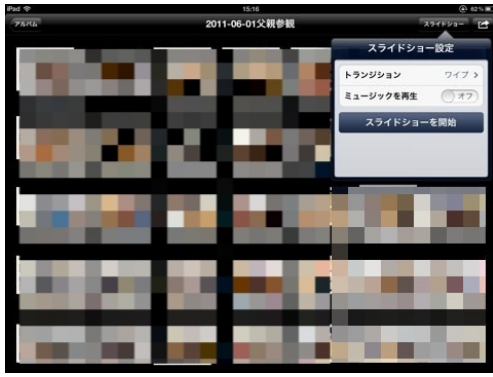 iPad
15:16
82%
アルバム
2011-06-01父親参観
スライドショー
スライドショー設定
トランジション ワイプ >
ミュージックを再生 オフ
スライドショーを開始